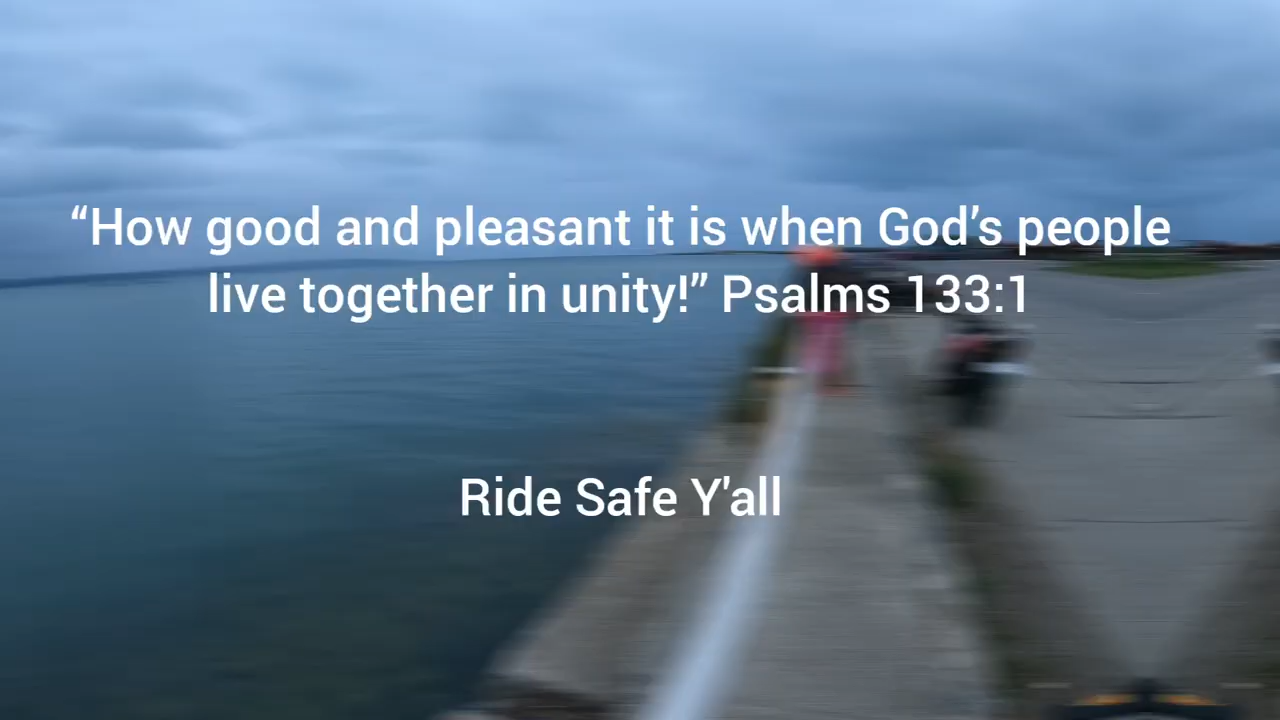 “How good and pleasant it is when God’s people
live together in unity!” Psalms 133:1
Ride Safe Y'all